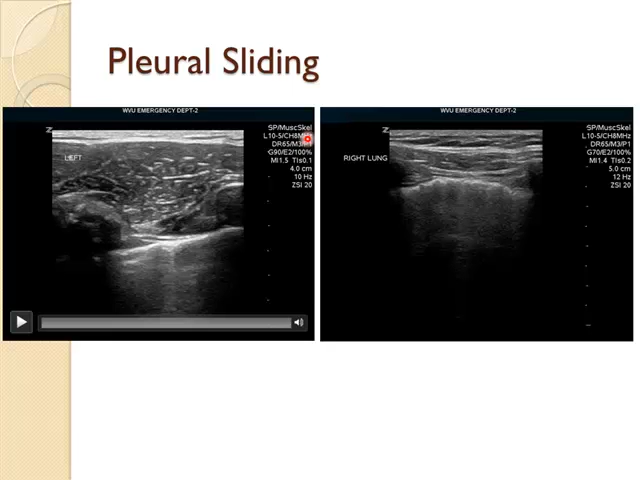 Pleural Sliding
WVU EMERGENCY DEPT-2
SP/MuscSkel
L10-5/CH8MHz
DR65/M3/P1
G90/E2/100%
MI1.5 TIs0.1
4.0 cm
10 Hz
ZSI 20
Z
LEFT
WVU EMERGENCY DEPT-2
SP/MuscSkel
L10-5/CH8MHz
DR65/M3/P1
G70/E2/100%
MI1.4 TIs0.2
5.0 cm
12 Hz
ZSI 20
Z
RIGHT LUNG